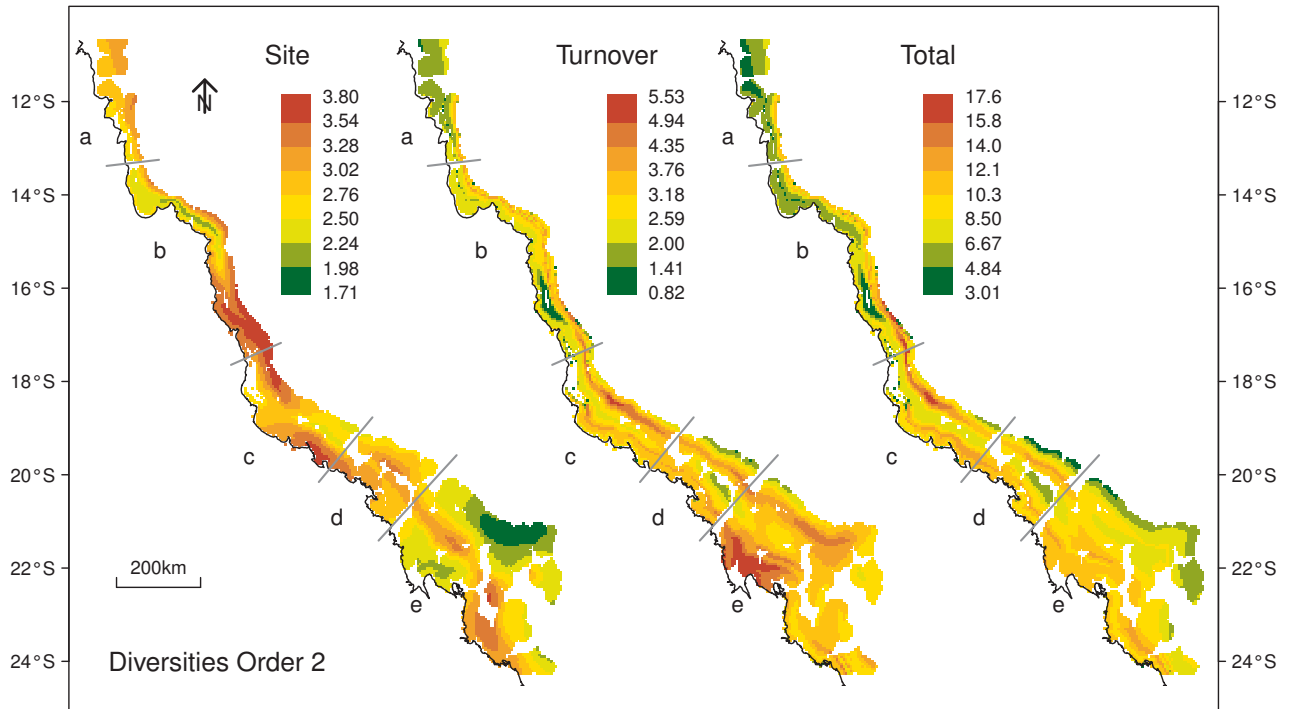 Site
Turnover
Total
N
3.80
3.54
3.28
3.02
2.76
2.50
2.24
1.98
1.71
5.53
4.94
4.35
3.76
3.18
2.59
2.00
1.41
0.82
17.6
15.8
14.0
12.1
10.3
8.50
6.67
4.84
3.01
12°S
14°S
16°S
18°S
20°S
22°S
24°S
12°S
14°S
16°S
18°S
20°S
22°S
24°S
a
b
c
d
e
a
b
c
d
e
a
b
c
d
e
200km
Diversities Order 2